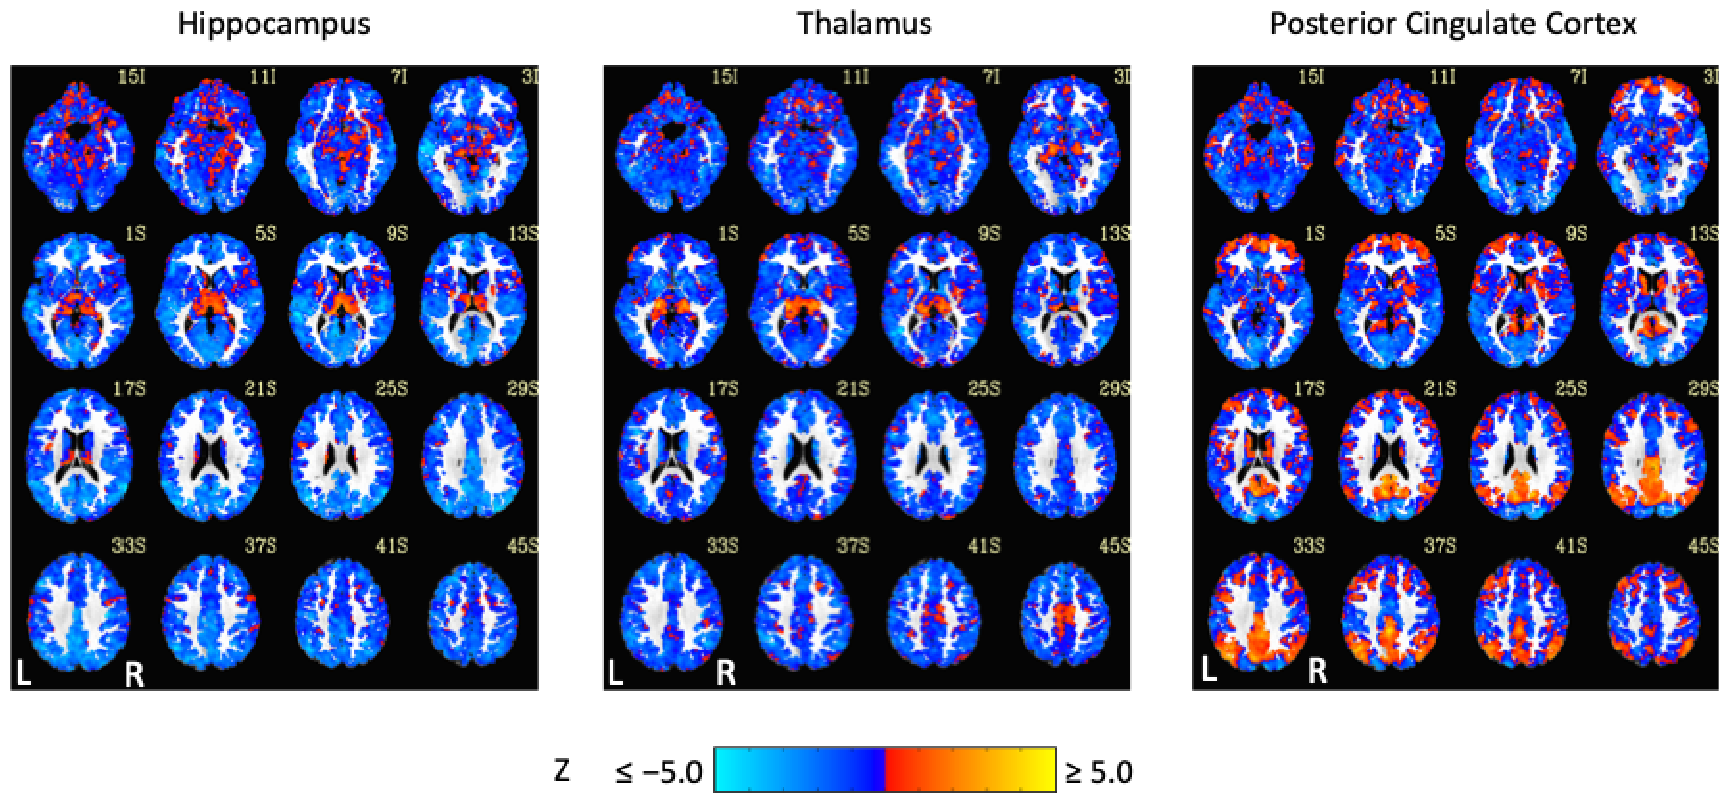 Hippocampus Thalamus Posterior Cingulate Cortex
15I 11I 7I 3I 15I 11I 7I 3I 15I 11I 7I 3I
1S 5S 9S 13S 1S 5S 9S 13S 1S 5S 9S 13S
17S 21S 25S 29S 17S 21S 25S 29S 17S 21S 25S 29S
33S 37S 41S 45S 33S 37S 41S 45S 33S 37S 41S 45S
L R L R L R
Z ≤ −5.0 ≥ 5.0